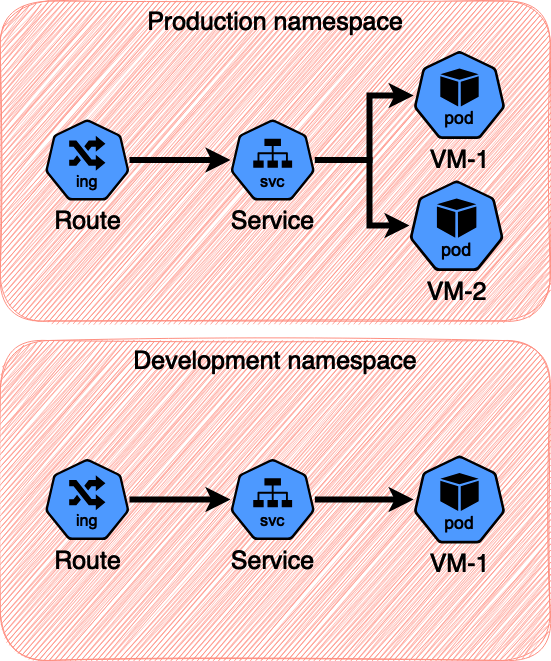 Production namespace
pod
VM-1
ing
Route
svc
Service
pod
VM-2
Development namespace
ing
Route
svc
Service
pod
VM-1